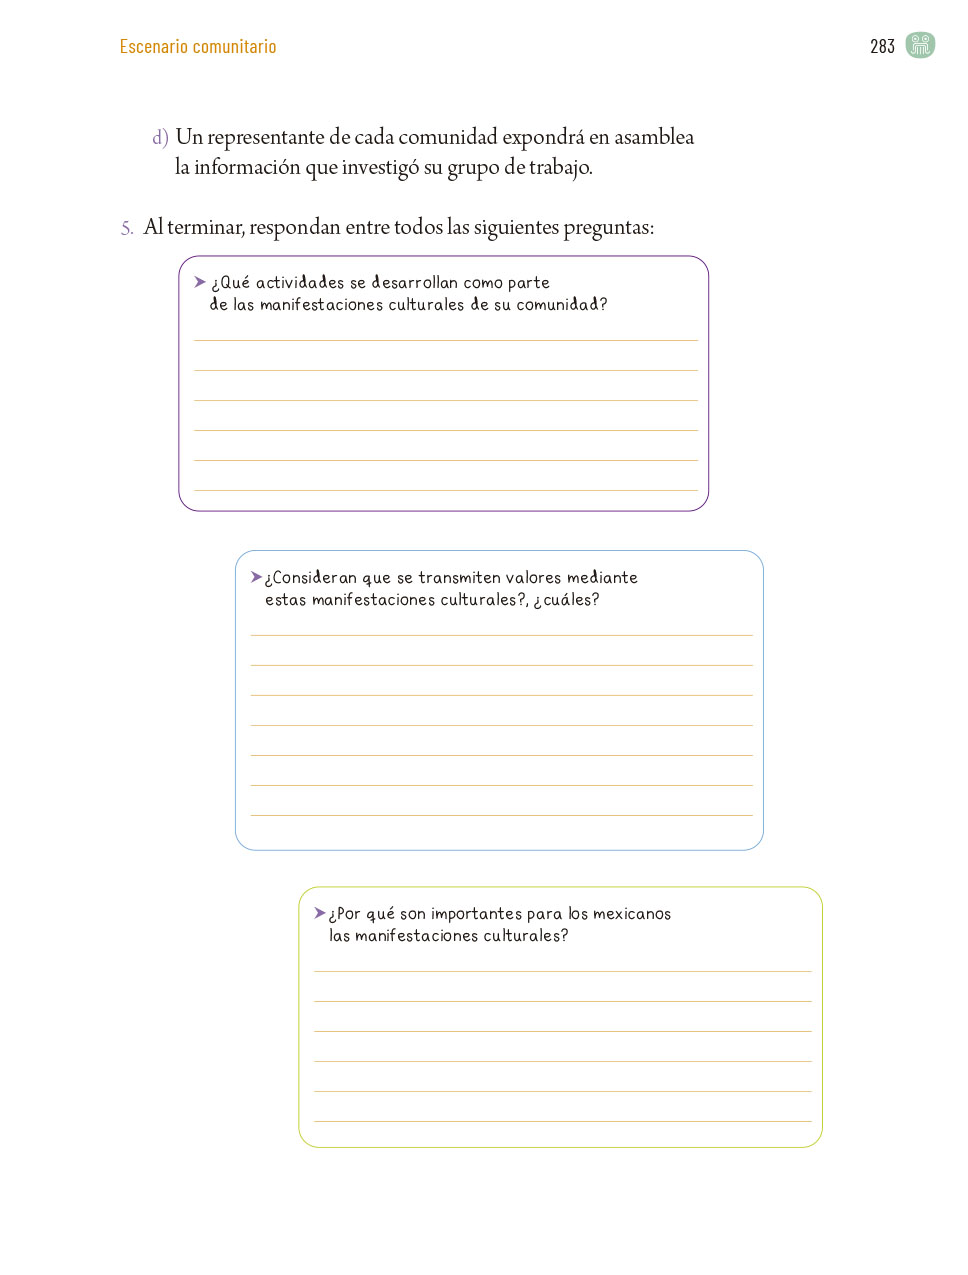 Escenario comunitario
283
d) Un representante de cada comunidad expondrá en asamblea
la información que investigó su grupo de trabajo.
5. Al terminar, respondan entre todos las siguientes preguntas:
➤ ¿Qué actividades se desarrollan como parte
de las manifestaciones culturales de su comunidad?
➤ ¿Consideran que se transmiten valores mediante
estas manifestaciones culturales?, ¿cuáles?
➤ ¿Por qué son importantes para los mexicanos
las manifestaciones culturales?